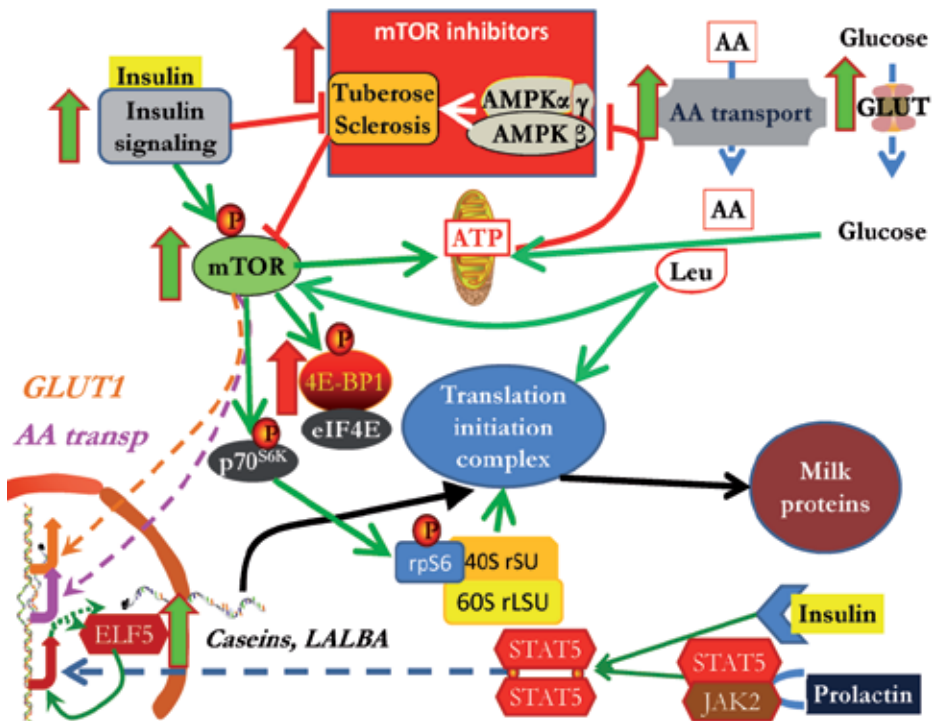 mTOR inhibitors
Insulin
Insulin
signaling
Tuberose
Sclerosis
AMPKα γ
AMPK β
AA
AA transport
Glucose
GLUT
AA
Glucose
P
mTOR
ATP
Leu
P
4E-BP1
eIF4E
GLUT1
AA transp
P
p70S6K
Translation
initiation
complex
Milk
proteins
P
rpS6
40S rSU
60S rLSU
ELF5
Caseins, LALBA
STAT5
STAT5
Insulin
STAT5
JAK2
Prolactin